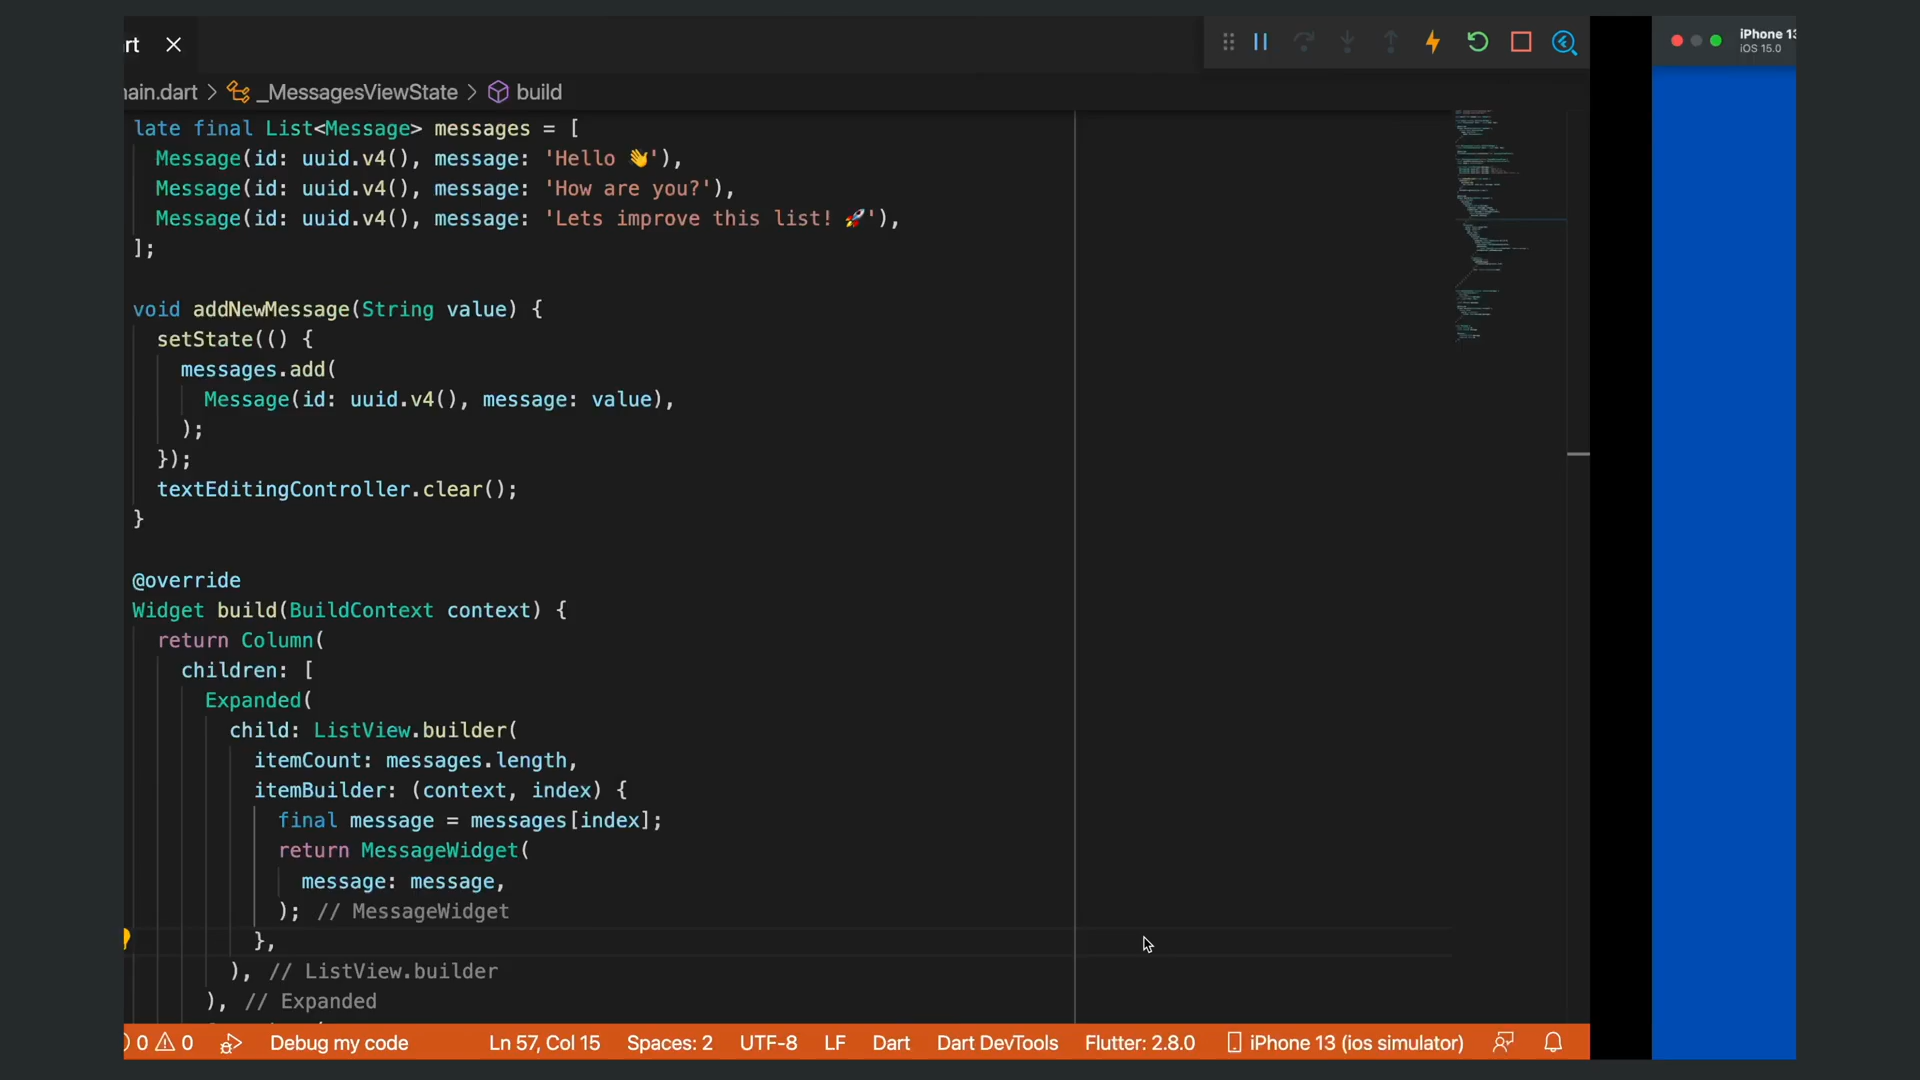 rt
iPhone 13
iOS 15.0
ain.dart > _MessagesViewState > build
late final List<Message> messages = [
Message(id: uuid.v4(), message: 'Hello 👋'),
Message(id: uuid.v4(), message: 'How are you?'),
Message(id: uuid.v4(), message: 'Lets improve this list! 🚀'),
];
void addNewMessage(String value) {
setState(() {
messages.add(
Message(id: uuid.v4(), message: value),
);
});
textEditingController.clear();
}
@override
Widget build(BuildContext context) {
return Column(
children: [
Expanded(
child: ListView.builder(
itemCount: messages.length,
itemBuilder: (context, index) {
final message = messages[index];
return MessageWidget(
message: message,
); // MessageWidget
},
), // ListView.builder
), // Expanded
0 0 Debug my code Ln 57, Col 15 Spaces: 2 UTF-8 LF Dart Dart DevTools Flutter: 2.8.0 iPhone 13 (ios simulator)